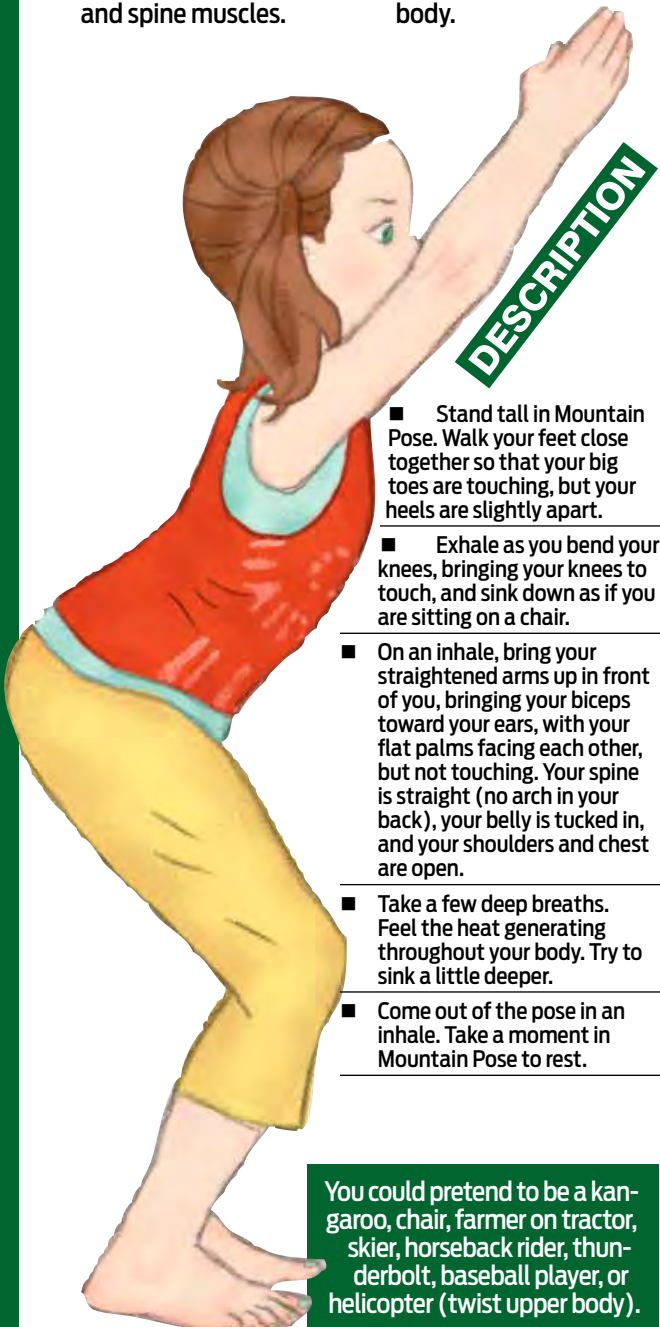 and spine muscles.
body.
DESCRIPTION
■ Stand tall in Mountain
Pose. Walk your feet close
together so that your big
toes are touching, but your
heels are slightly apart.
■ Exhale as you bend your
knees, bringing your knees to
touch, and sink down as if you
are sitting on a chair.
■ On an inhale, bring your
straightened arms up in front
of you, bringing your biceps
toward your ears, with your
flat palms facing each other,
but not touching. Your spine
is straight (no arch in your
back), your belly is tucked in,
and your shoulders and chest
are open.
■ Take a few deep breaths.
Feel the heat generating
throughout your body. Try to
sink a little deeper.
■ Come out of the pose in an
inhale. Take a moment in
Mountain Pose to rest.
You could pretend to be a kan-
garoo, chair, farmer on tractor,
skier, horseback rider, thun-
derbolt, baseball player, or
helicopter (twist upper body).